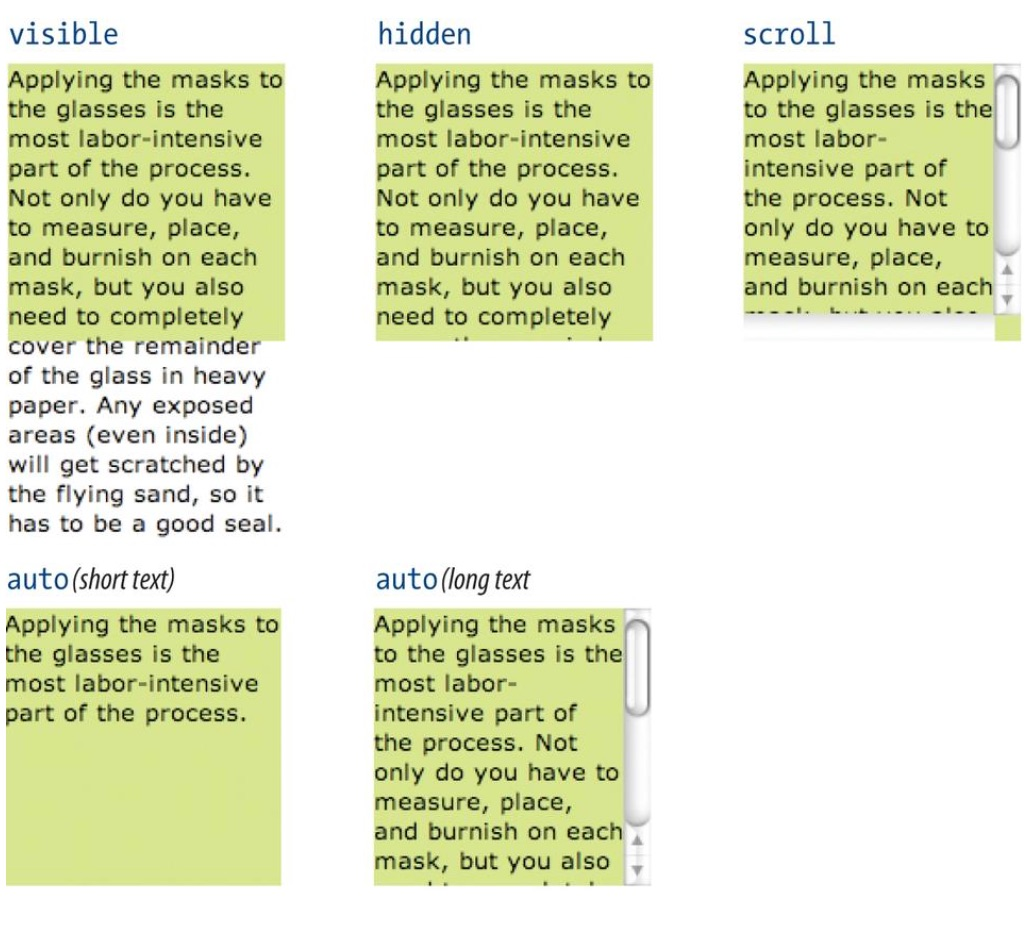 visible
Applying the masks to
the glasses is the
most labor-intensive
part of the process.
Not only do you have
to measure, place,
and burnish on each
mask, but you also
need to completely
cover the remainder
of the glass in heavy
paper. Any exposed
areas (even inside)
will get scratched by
the flying sand, so it
has to be a good seal.
hidden
Applying the masks to
the glasses is the
most labor-intensive
part of the process.
Not only do you have
to measure, place,
and burnish on each
mask, but you also
need to completely
scroll
Applying the masks
to the glasses is the
most labor-
intensive part of
the process. Not
only do you have to
measure, place,
and burnish on each
auto (short text)
Applying the masks to
the glasses is the
most labor-intensive
part of the process.
auto (long text
Applying the masks
to the glasses is the
most labor-
intensive part of
the process. Not
only do you have to
measure, place,
and burnish on each
mask, but you also